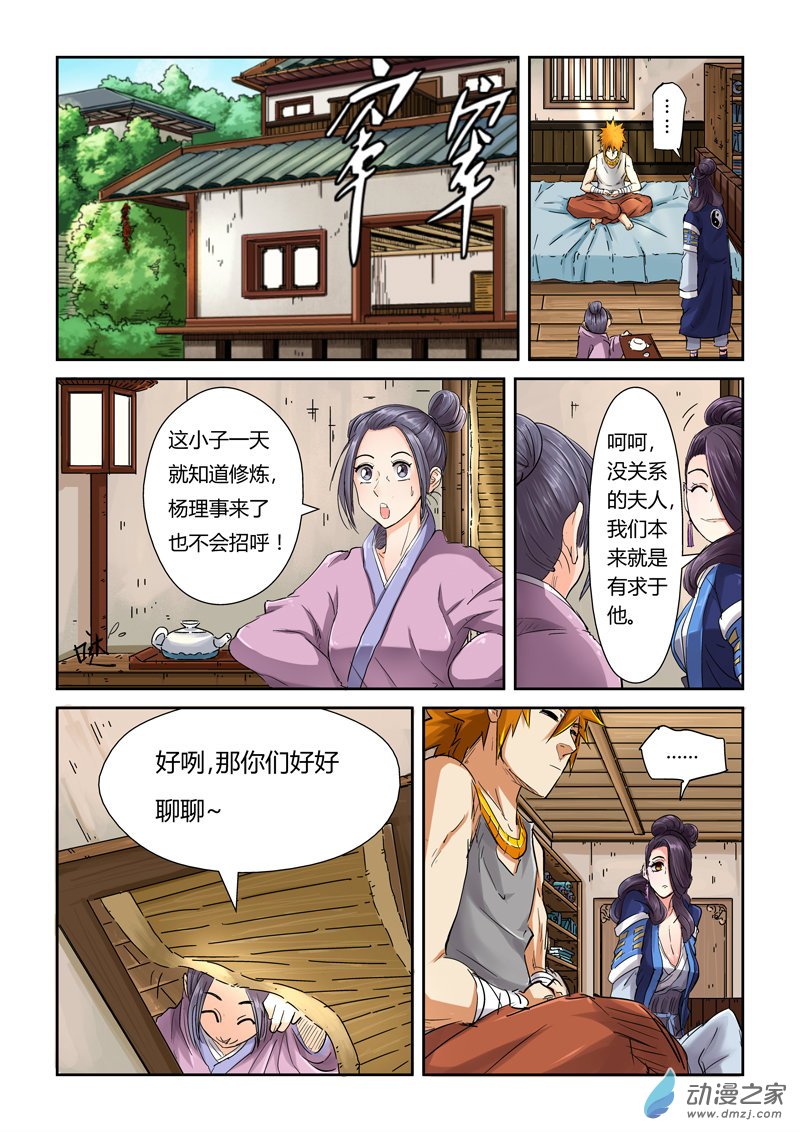 窣
窣
……
这小子一天
就知道修炼，
杨理事来了
也不会招呼！
哒
呵呵，
没关系
的夫人，
我们本
来就是
有求于
他。
好咧，那你们好好
聊聊~
……
动漫之家
www.dmzj.com